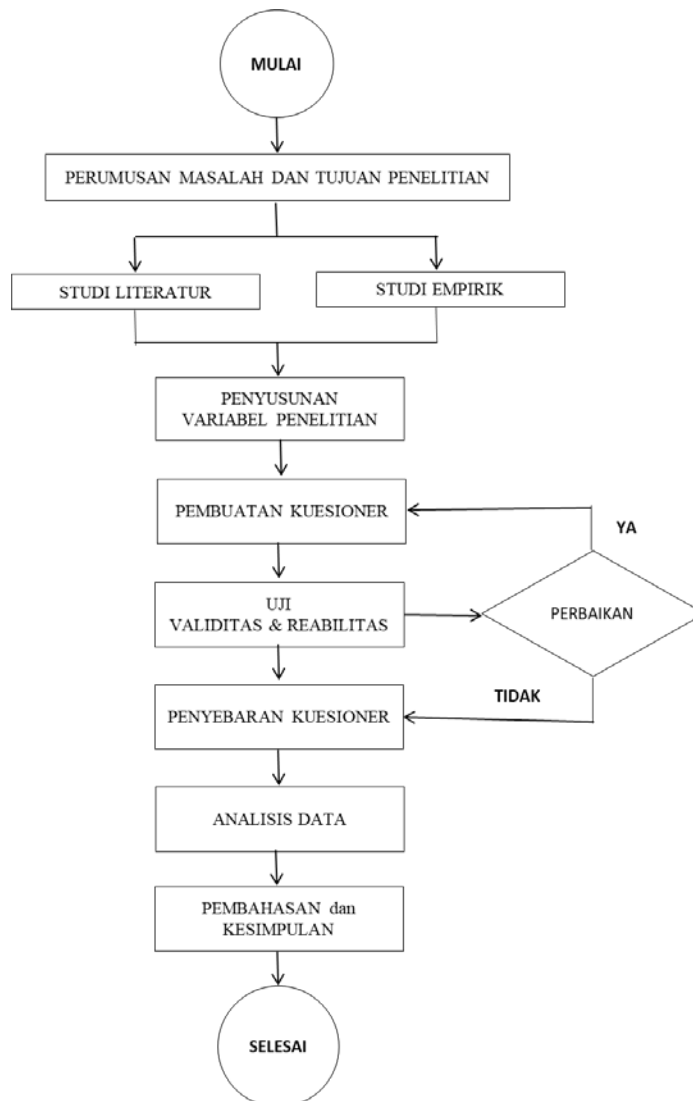 MULAI
PERUMUSAN MASALAH DAN TUJUAN PENELITIAN
STUDI LITERATUR
STUDI EMPIRIK
PENYUSUNAN
VARIABEL PENELITIAN
PEMBUATAN KUESIONER
YA
UJI
VALIDITAS & REABILITAS
PERBAIKAN
TIDAK
PENYEBARAN KUESIONER
ANALISIS DATA
PEMBAHASAN dan
KESIMPULAN
SELESAI